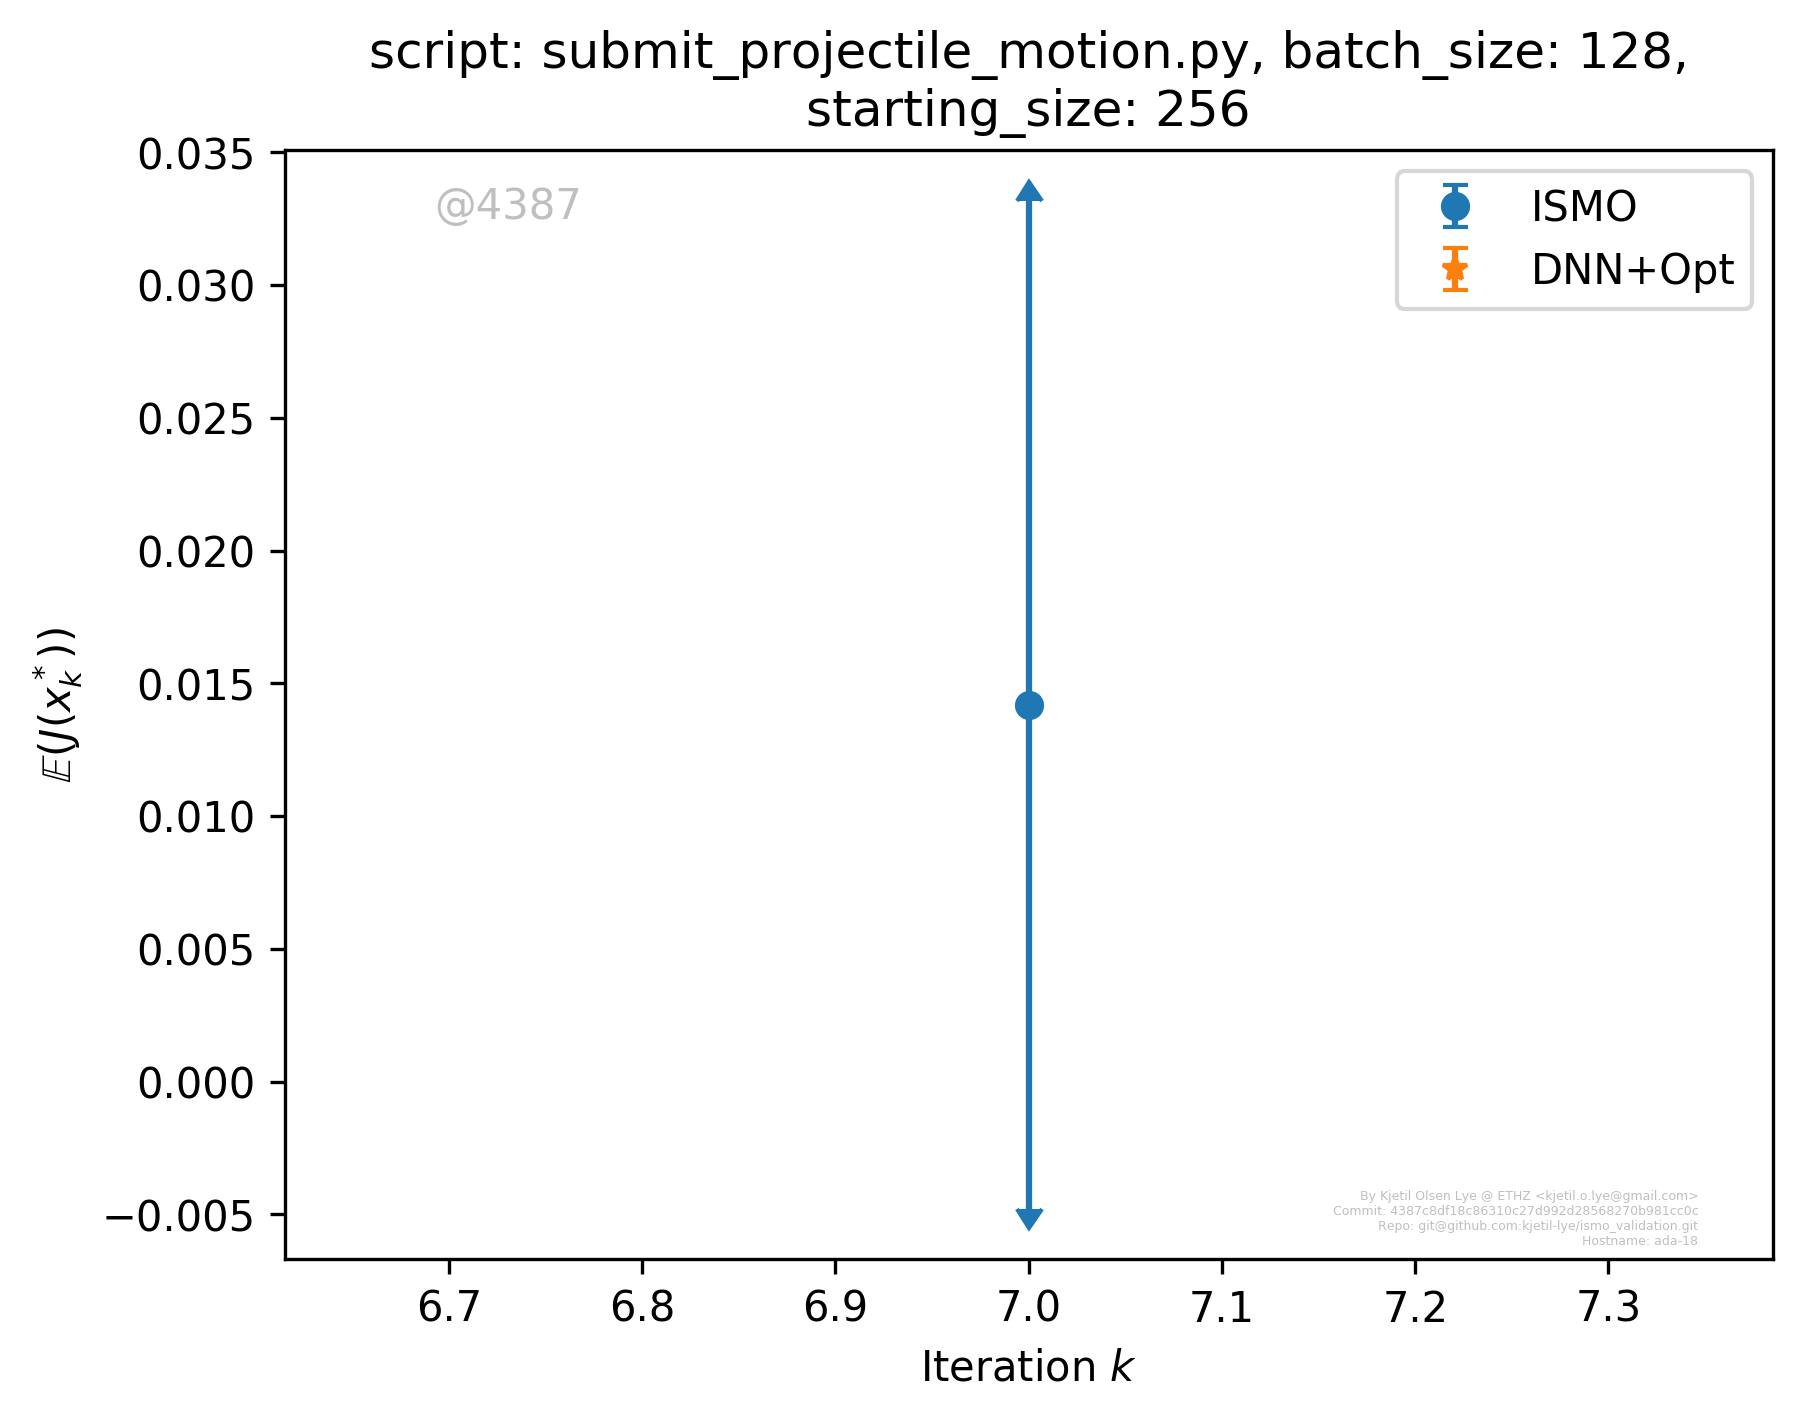 script: submit_projectile_motion.py, batch_size: 128,
starting_size: 256
0.035
0.030
0.025
0.020
0.015
0.010
0.005
0.000
−0.005
𝔼(J(x*k))
@4387
ISMO
DNN+Opt
By Kjetil Olsen Lye @ ETHZ <kjetil.o.lye@gmail.com>
Commit: 4387c8df18c86310c27d992d28568270b981cc0c
Repo: git@github.com:kjetil-lye/ismo_validation.git
Hostname: ada-18
6.7 6.8 6.9 7.0 7.1 7.2 7.3
Iteration k